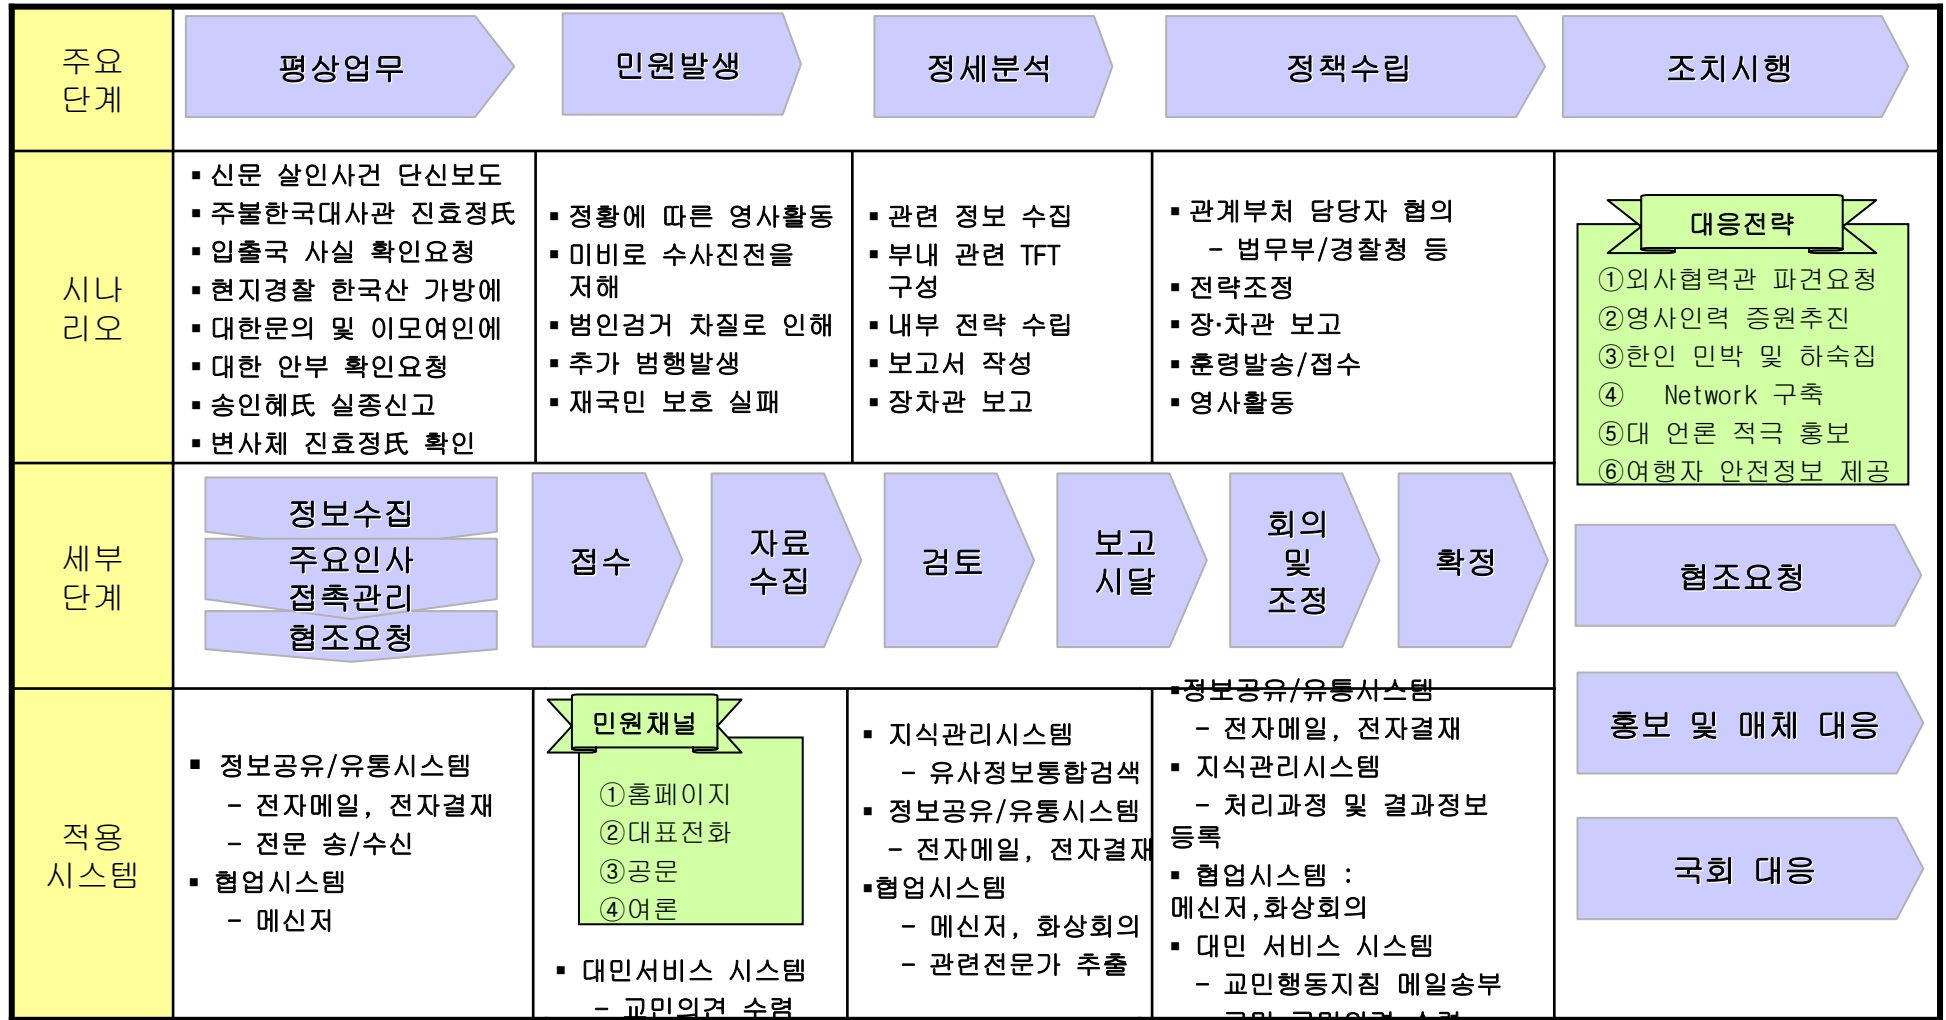 주요
단계
평상업무
민원발생
정세분석
정책수립
조치시행
시나
리오
▪신문 살인사건 단신보도
▪주불한국대사관 진효정氏
▪입출국 사실 확인요청
▪현지경찰 한국산 가방에
▪대한문의 및 이모여인에
▪대한 안부 확인요청
▪송인혜氏 실종신고
▪변사체 진효정氏 확인
▪정황에 따른 영사활동
▪미비로 수사진전을
저해
▪범인검거 차질로 인해
▪추가 범행발생
▪재국민 보호 실패
▪관련 정보 수집
▪부내 관련 TFT
구성
▪내부 전략 수립
▪보고서 작성
▪장차관 보고
▪관계부처 담당자 협의
– 법무부/경찰청 등
▪전략조정
▪장·차관 보고
▪훈령발송/접수
▪영사활동
대응전략
①외사협력관 파견요청
②영사인력 증원추진
③한인 민박 및 하숙집
④ Network 구축
⑤대 언론 적극 홍보
⑥여행자 안전정보 제공
세부
단계
정보수집
주요인사
접촉관리
협조요청
접수
자료
수집
검토
보고
시달
회의
및
조정
확정
협조요청
홍보 및 매체 대응
국회 대응
적용
시스템
▪ 정보공유/유통시스템
– 전자메일, 전자결재
– 전문 송/수신
▪ 협업시스템
– 메신저
민원채널
①홈페이지
②대표전화
③공문
④여론
▪ 대민서비스 시스템
– 교민의견 수렴
▪ 지식관리시스템
– 유사정보통합검색
▪ 정보공유/유통시스템
– 전자메일, 전자결재
▪협업시스템
– 메신저, 화상회의
– 관련전문가 추출
▪정보공유/유통시스템
– 전자메일, 전자결재
▪ 지식관리시스템
– 처리과정 및 결과정보
등록
▪ 협업시스템 :
메신저,화상회의
▪ 대민 서비스 시스템
– 교민행동지침 메일송부